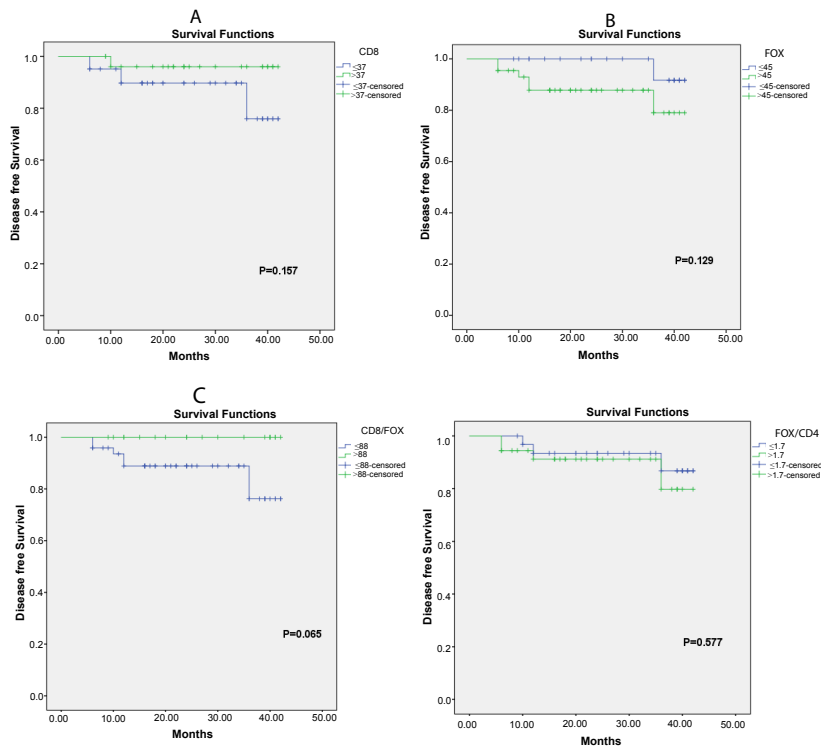 A
Survival Functions
CD8
≤37
>37
≤37-censored
>37-censored
1.0
0.8
0.6
0.4
0.2
0.0
Disease free Survival
P=0.157
0.00 10.00 20.00 30.00 40.00 50.00
Months
B
Survival Functions
FOX
≤45
>45
≤45-censored
>45-censored
1.0
0.8
0.6
0.4
0.2
0.0
Disease free Survival
P=0.129
0.00 10.00 20.00 30.00 40.00 50.00
Months
C
Survival Functions
CD8/FOX
≤88
>88
≤88-censored
>88-censored
1.0
0.8
0.6
0.4
0.2
0.0
Disease free Survival
P=0.065
0.00 10.00 20.00 30.00 40.00 50.00
Months
Survival Functions
FOX/CD4
≤1.7
>1.7
≤1.7-censored
>1.7-censored
1.0
0.8
0.6
0.4
0.2
0.0
Disease free Survival
P=0.577
0.00 10.00 20.00 30.00 40.00 50.00
Months